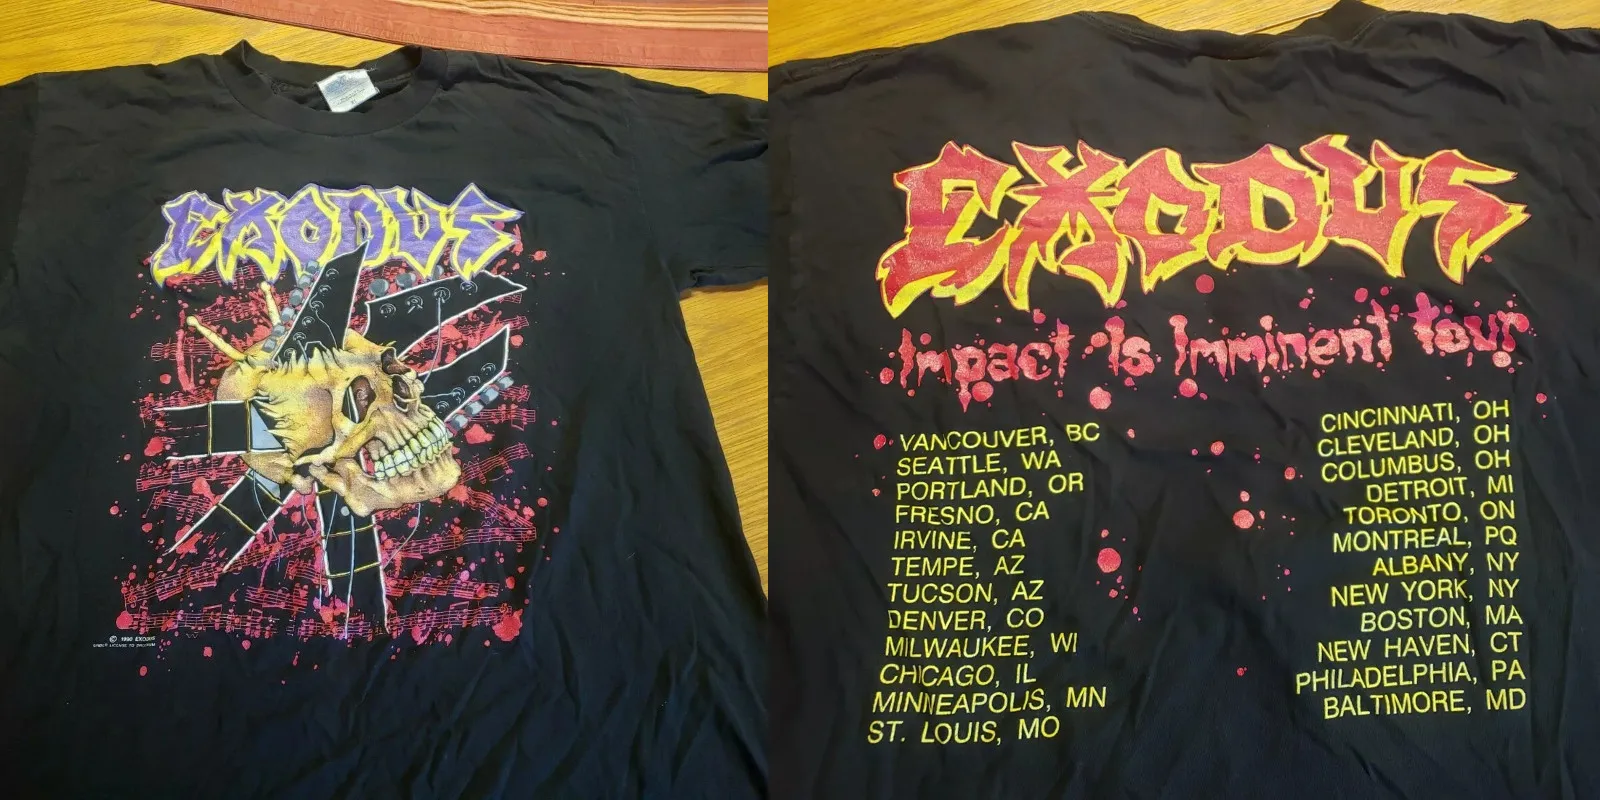 EXODUS
© 1990 EXODUS
EXODUS
Impact Is Imminent Tour
VANCOUVER, BC
SEATTLE, WA
PORTLAND, OR
FRESNO, CA
IRVINE, CA
TEMPE, AZ
TUCSON, AZ
DENVER, CO
MILWAUKEE, WI
CHICAGO, IL
MINNEAPOLIS, MN
ST. LOUIS, MO
CINCINNATI, OH
CLEVELAND, OH
COLUMBUS, OH
DETROIT, MI
TORONTO, ON
MONTREAL, PQ
ALBANY, NY
NEW YORK, NY
BOSTON, MA
NEW HAVEN, CT
PHILADELPHIA, PA
BALTIMORE, MD